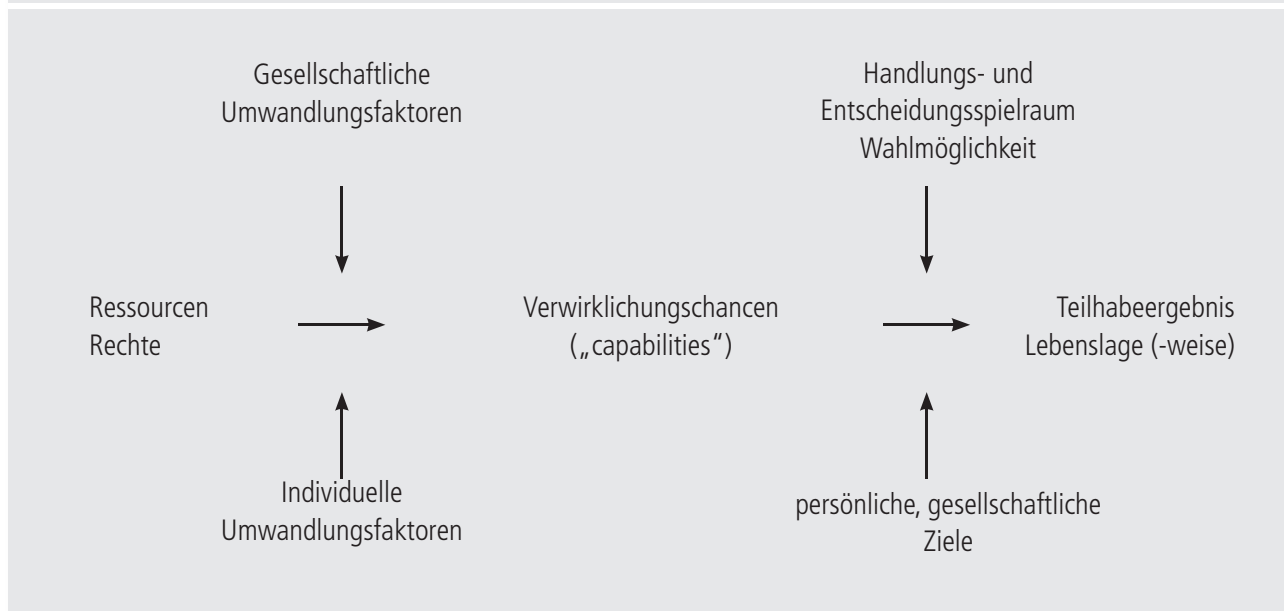 Gesellschaftliche
Umwandlungsfaktoren
Handlungs- und
Entscheidungsspielraum
Wahlmöglichkeit
Ressourcen
Rechte
Verwirklichungschancen
(„capabilities“)
Teilhabeergebnis
Lebenslage (-weise)
Individuelle
Umwandlungsfaktoren
persönliche, gesellschaftliche
Ziele